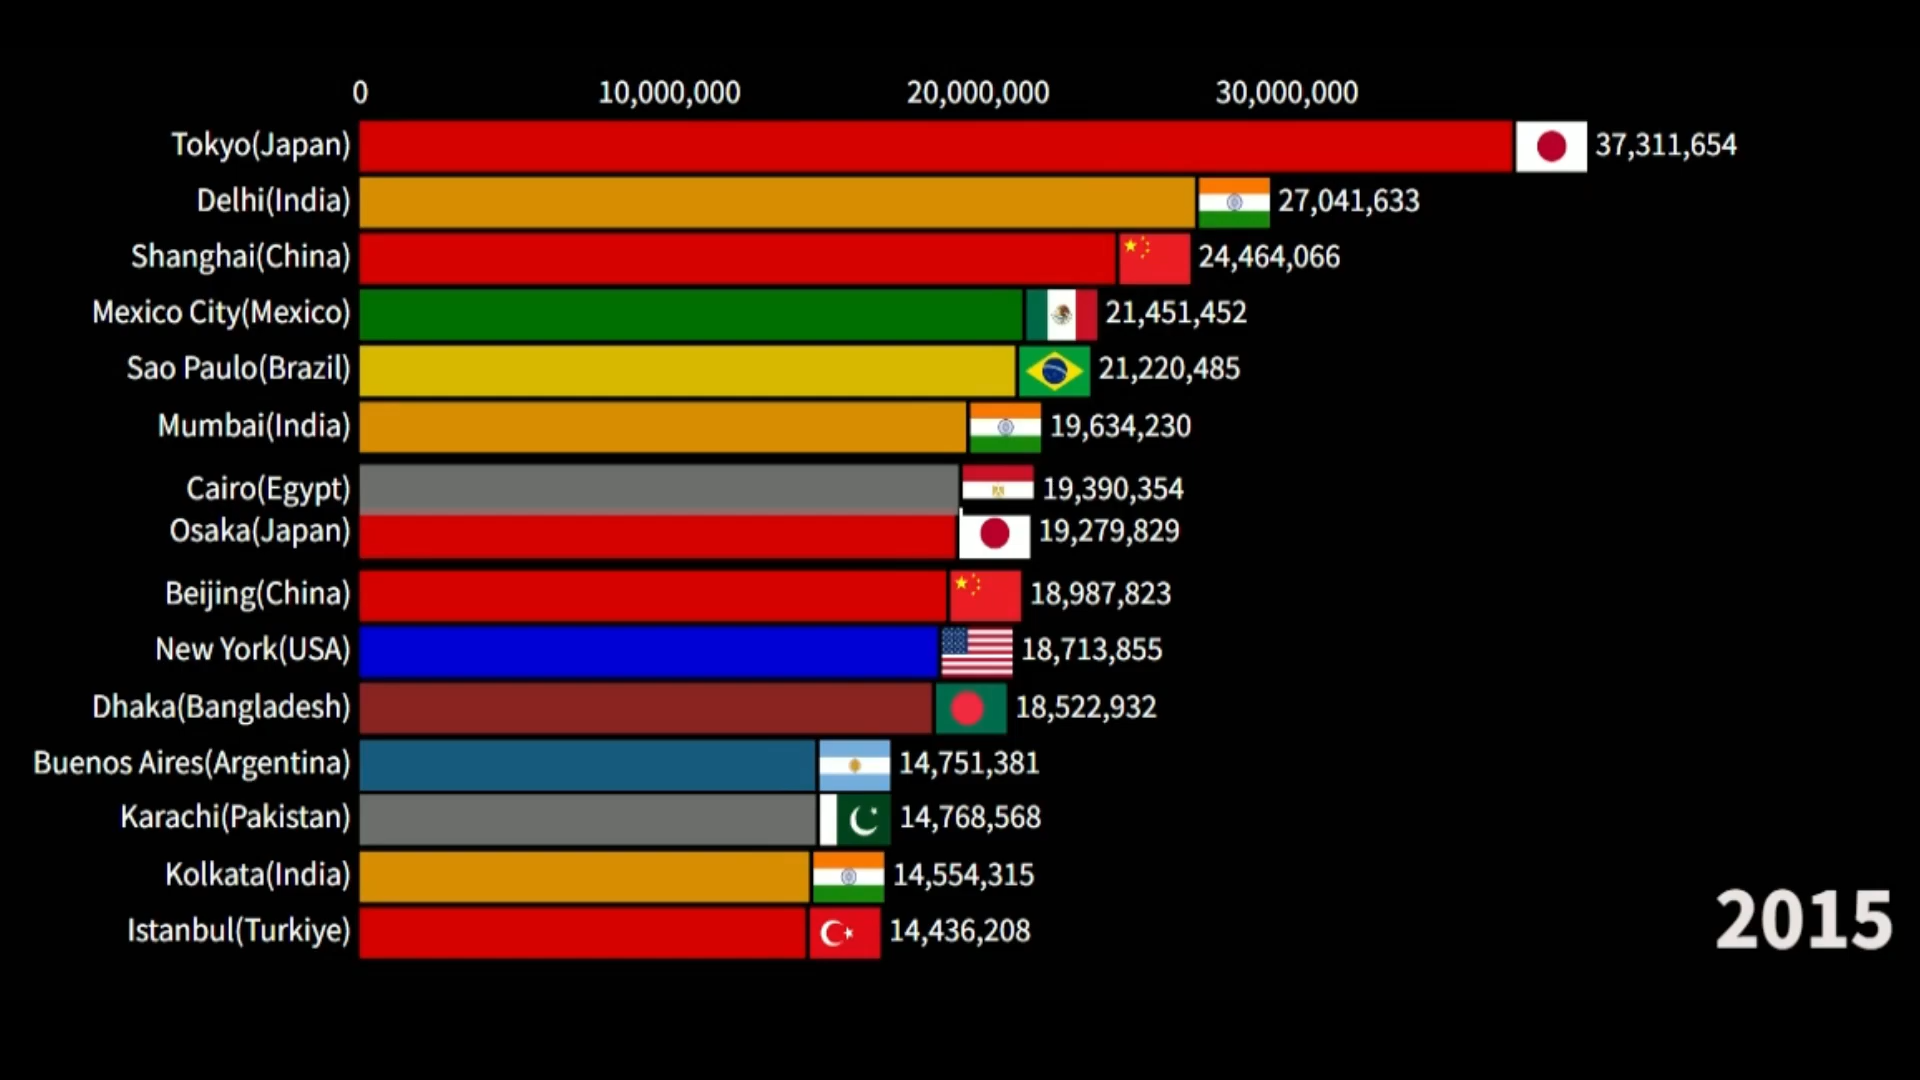 0 10,000,000 20,000,000 30,000,000
Tokyo(Japan) 37,311,654
Delhi(India) 27,041,633
Shanghai(China) 24,464,066
Mexico City(Mexico) 21,451,452
Sao Paulo(Brazil) 21,220,485
Mumbai(India) 19,634,230
Cairo(Egypt) 19,390,354
Osaka(Japan) 19,279,829
Beijing(China) 18,987,823
New York(USA) 18,713,855
Dhaka(Bangladesh) 18,522,932
Buenos Aires(Argentina) 14,751,381
Karachi(Pakistan) 14,768,568
Kolkata(India) 14,554,315
Istanbul(Turkiye) 14,436,208
2015